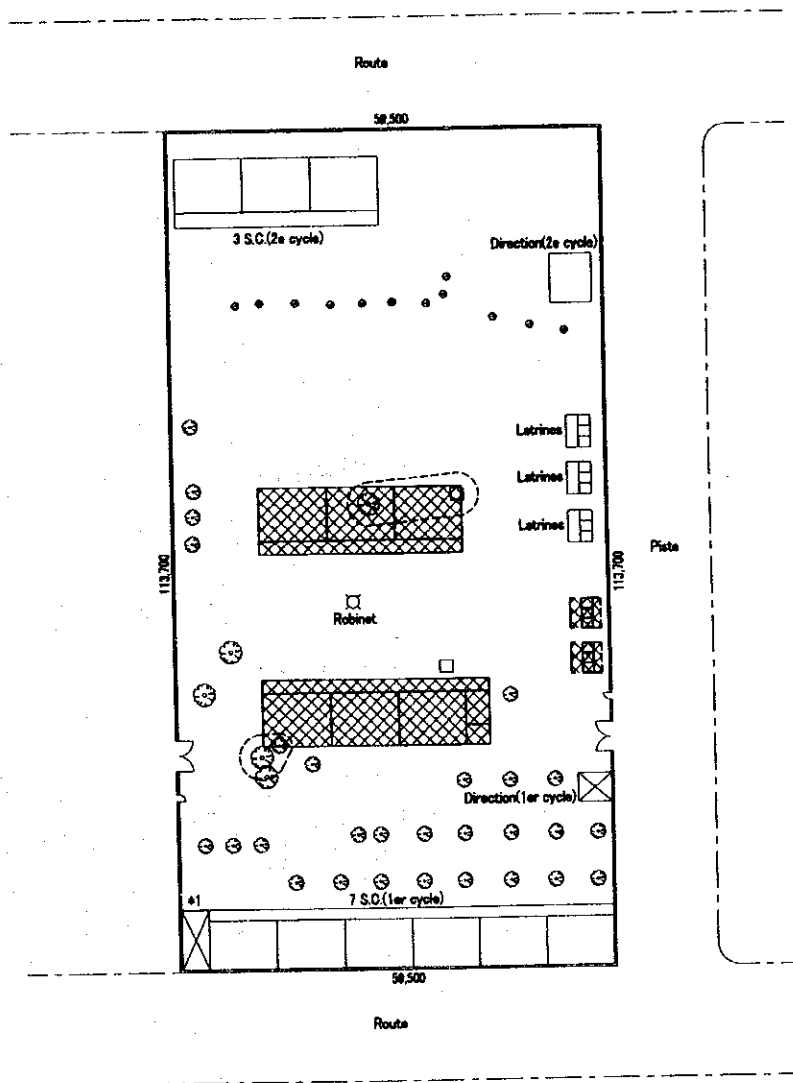 Route
58,500
3 S.C.(2e cycle)
Direction(2e cycle)
Latrines
Latrines
Latrines
Piste
113,700
113,700
Robinet
Direction(1er cycle)
*1
7 S.C.(1er cycle)
58,500
Route